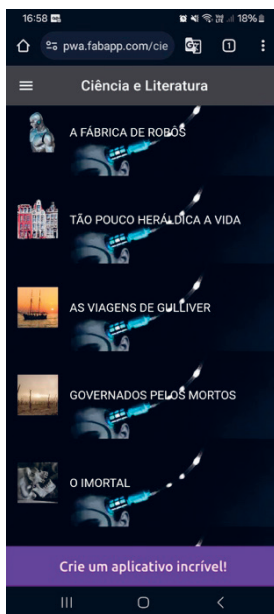 16:58
18%
pwa.fabapp.com/cie
1
Ciência e Literatura
A FÁBRICA DE ROBÔS
TÃO POUCO HERÁLDICA A VIDA
AS VIAGENS DE GULLIVER
GOVERNADOS PELOS MORTOS
O IMORTAL
Crie um aplicativo incrível!